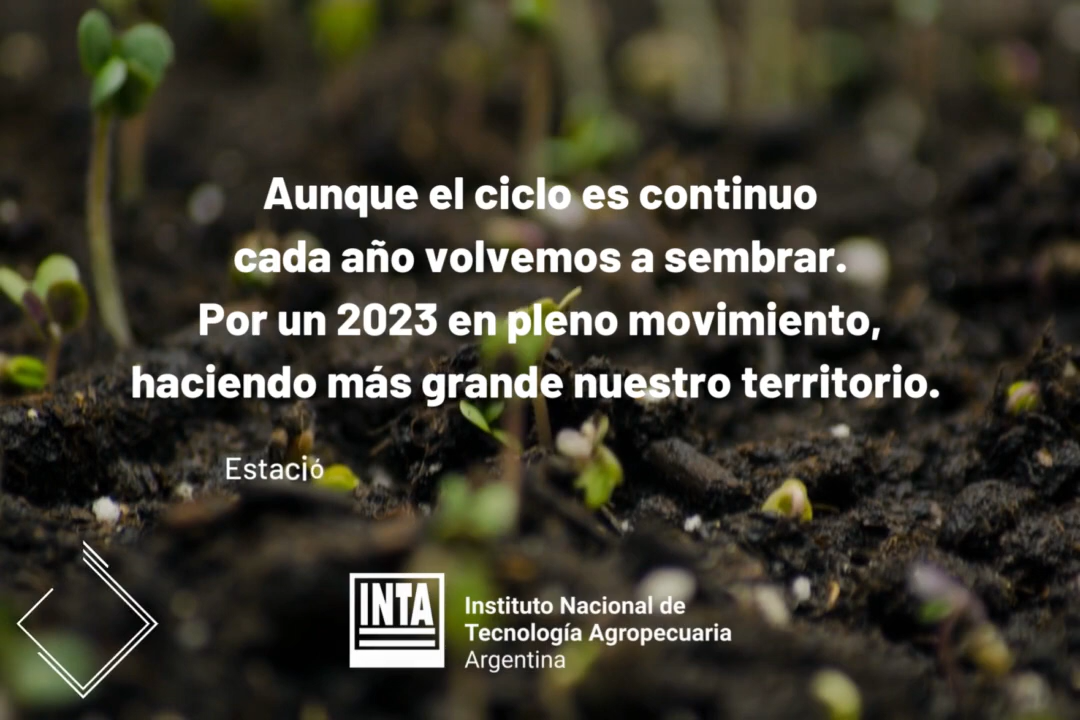 Aunque el ciclo es continuo
cada año volvemos a sembrar.
Por un 2023 en pleno movimiento,
haciendo más grande nuestro territorio.
Estació
INTA
Instituto Nacional de
Tecnología Agropecuaria
Argentina